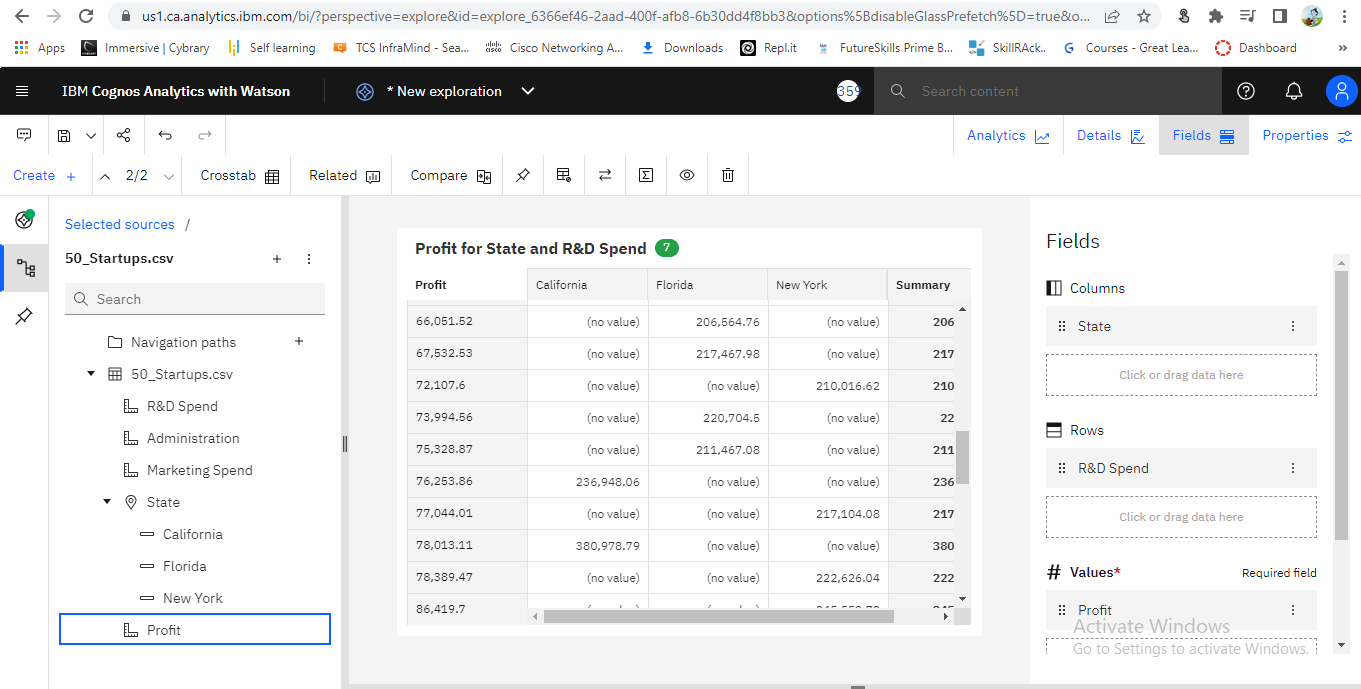 us1.ca.analytics.ibm.com/bi/?perspective=explore&id=explore_6366ef46-2aad-400f-afb8-6b30dd4f8bb3&options%5BdisableGlassPrefetch%5D=true&o...
Apps Immersive | Cybrary Self learning TCS InfraMind - Sea... Cisco Networking A... Downloads Repl.it FutureSkills Prime B... SkillRAck.. Courses - Great Lea... Dashboard »
IBM Cognos Analytics with Watson * New exploration 359 Search content
Analytics Details Fields Properties
Create + 2/2 Crosstab Related Compare
Selected sources /
50_Startups.csv
Search
Navigation paths
50_Startups.csv
R&D Spend
Administration
Marketing Spend
State
California
Florida
New York
Profit
Profit for State and R&D Spend 7
Profit California Florida New York Summary
66,051.52 (no value) 206,564.76 (no value) 206
67,532.53 (no value) 217,467.98 (no value) 217
72,107.6 (no value) (no value) 210,016.62 210
73,994.56 (no value) 220,704.5 (no value) 22
75,328.87 (no value) 211,467.08 (no value) 211
76,253.86 236,948.06 (no value) (no value) 236
77,044.01 (no value) (no value) 217,104.08 217
78,013.11 380,978.79 (no value) (no value) 380
78,389.47 (no value) (no value) 222,626.04 222
86,419.7
Fields
Columns
State
Click or drag data here
Rows
R&D Spend
Click or drag data here
# Values* Required field
Profit
Activate Windows
Go to Settings to activate Windows.